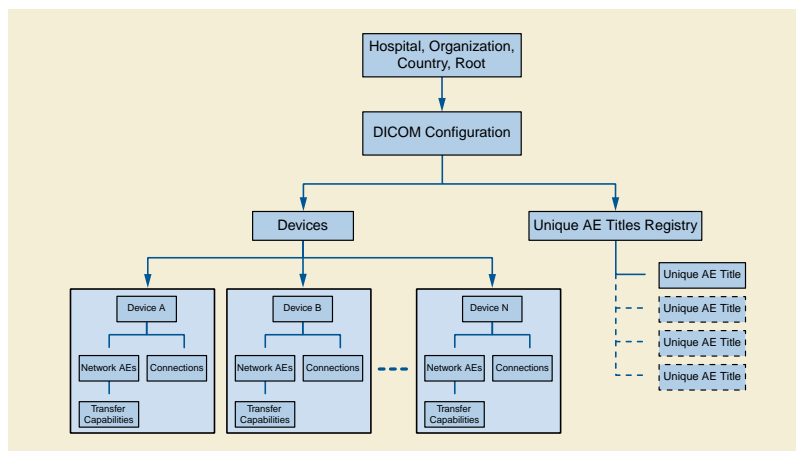 Hospital, Organization,
Country, Root
DICOM Configuration
Devices
Unique AE Titles Registry
Device A
Network AEs
Connections
Transfer
Capabilities
Device B
Network AEs
Connections
Transfer
Capabilities
Device N
Network AEs
Connections
Transfer
Capabilities
Unique AE Title
Unique AE Title
Unique AE Title
Unique AE Title